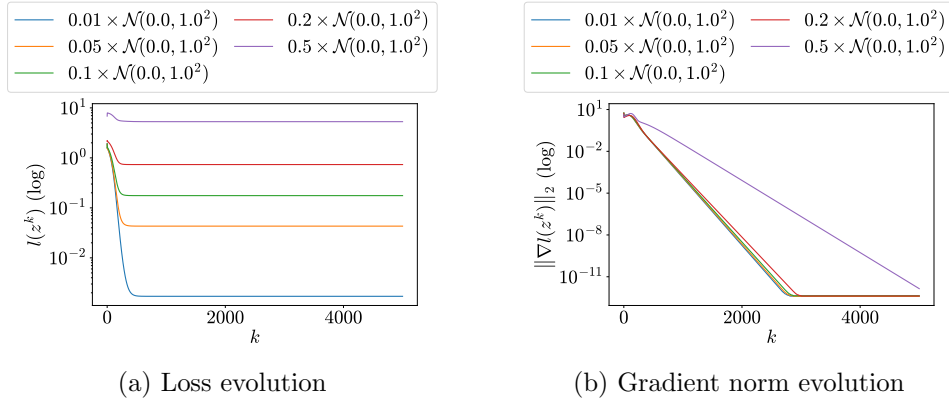 0.01 × 𝒩(0.0, 1.0²) 0.2 × 𝒩(0.0, 1.0²)
0.05 × 𝒩(0.0, 1.0²) 0.5 × 𝒩(0.0, 1.0²)
0.1 × 𝒩(0.0, 1.0²)
l(z^k) (log)
10¹
10⁰
10⁻¹
10⁻²
0 2000 4000
k
(a) Loss evolution
0.01 × 𝒩(0.0, 1.0²) 0.2 × 𝒩(0.0, 1.0²)
0.05 × 𝒩(0.0, 1.0²) 0.5 × 𝒩(0.0, 1.0²)
0.1 × 𝒩(0.0, 1.0²)
||∇l(z^k)||₂ (log)
10¹
10⁻²
10⁻⁵
10⁻⁸
10⁻¹¹
0 2000 4000
k
(b) Gradient norm evolution